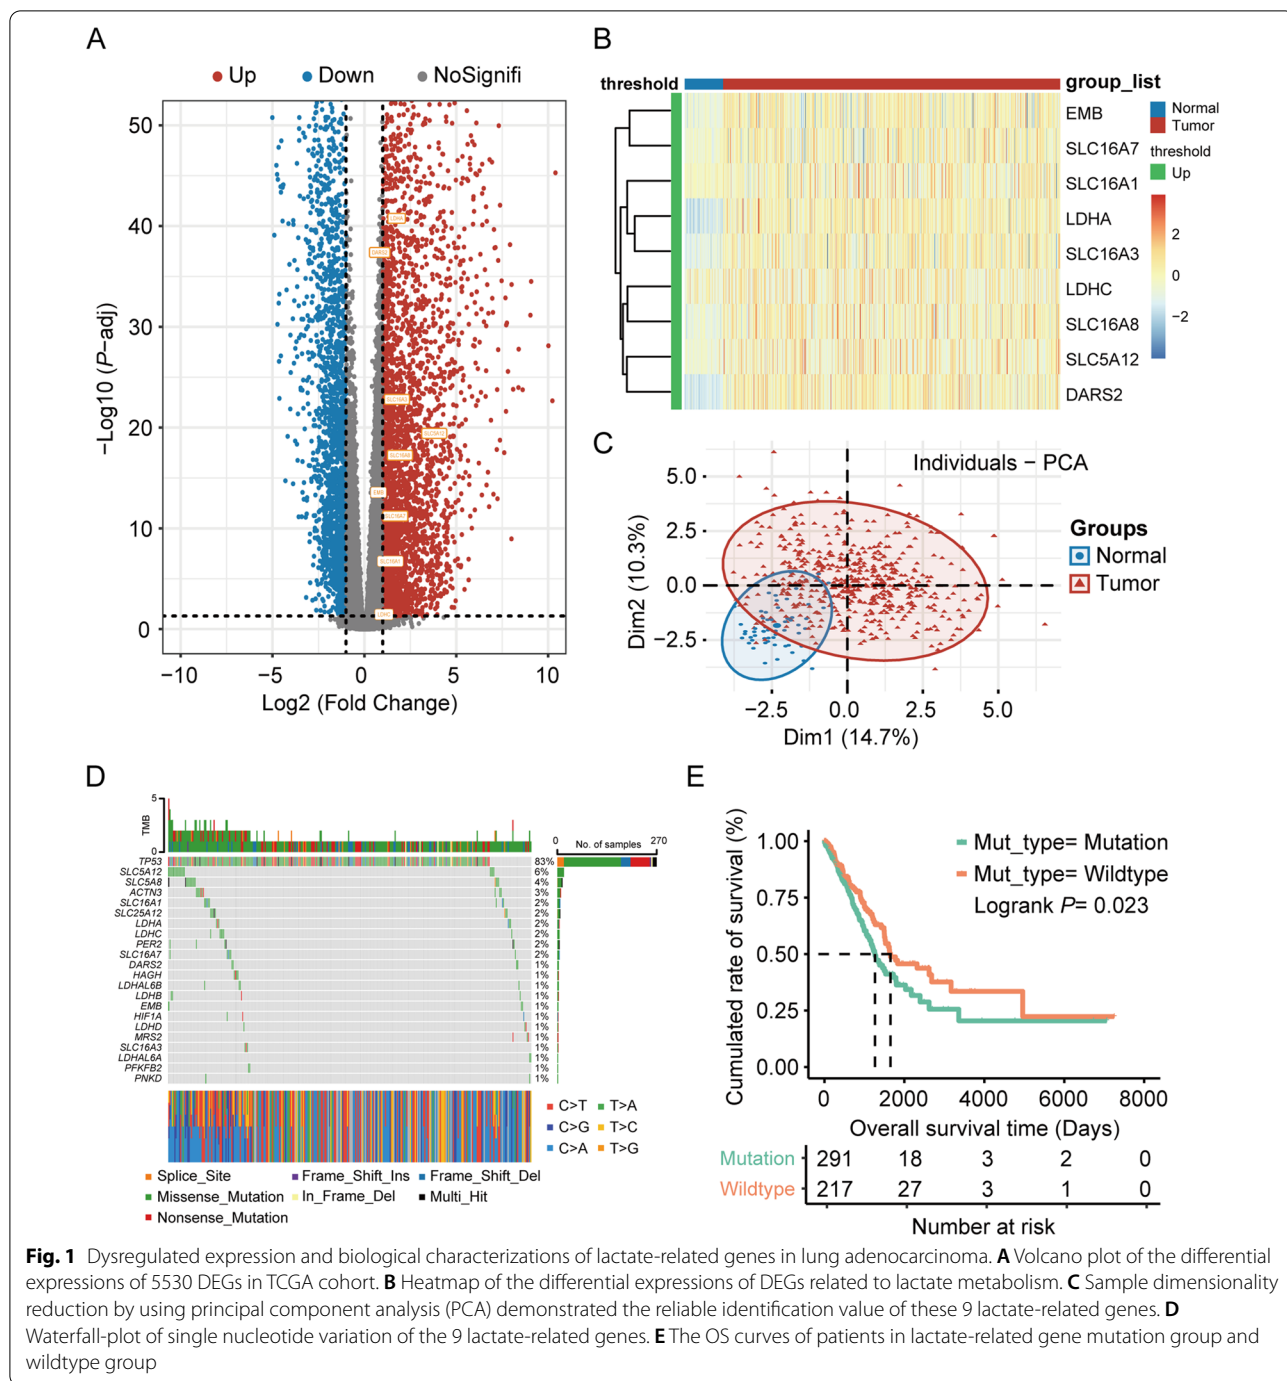 A
Up Down NoSignifi
50
40
30
20
10
0
−Log10 (P−adj)
LDHA
DARS2
SLC16A3
SLC5A12
SLC16A8
EMB
SLC16A7
SLC16A1
LDHC
−10 −5 0 5 10
Log2 (Fold Change)
B
threshold
group_list
EMB
SLC16A7
SLC16A1
LDHA
SLC16A3
LDHC
SLC16A8
SLC5A12
DARS2
Normal
Tumor
threshold
Up
2
0
−2
C
Individuals − PCA
5.0
2.5
0.0
−2.5
Dim2 (10.3%)
−2.5 0.0 2.5 5.0
Dim1 (14.7%)
Groups
Normal
Tumor
D
5
TMB
0
0 270
No. of samples
TP53 83%
SLC5A12 6%
SLC5A8 4%
ACTN3 3%
SLC16A1 2%
SLC25A12 2%
LDHA 2%
LDHC 2%
PER2 2%
SLC16A7 2%
DARS2 1%
HAGH 1%
LDHAL6B 1%
LDHB 1%
EMB 1%
HIF1A 1%
LDHD 1%
MRS2 1%
SLC16A3 1%
LDHAL6A 1%
PFKFB2 1%
PNKD 1%
C>T T>A
C>G T>C
C>A T>G
Splice_Site Frame_Shift_Ins Frame_Shift_Del
Missense_Mutation In_Frame_Del Multi_Hit
Nonsense_Mutation
E
Cumulated rate of survival (%)
1.00
0.75
0.50
0.25
0.00
Mut_type= Mutation
Mut_type= Wildtype
Logrank P= 0.023
0 2000 4000 6000 8000
Overall survival time (Days)
Mutation 291 18 3 2 0
Wildtype 217 27 3 1 0
Number at risk
Fig. 1 Dysregulated expression and biological characterizations of lactate-related genes in lung adenocarcinoma. A Volcano plot of the differential
expressions of 5530 DEGs in TCGA cohort. B Heatmap of the differential expressions of DEGs related to lactate metabolism. C Sample dimensionality
reduction by using principal component analysis (PCA) demonstrated the reliable identification value of these 9 lactate-related genes. D
Waterfall-plot of single nucleotide variation of the 9 lactate-related genes. E The OS curves of patients in lactate-related gene mutation group and
wildtype group